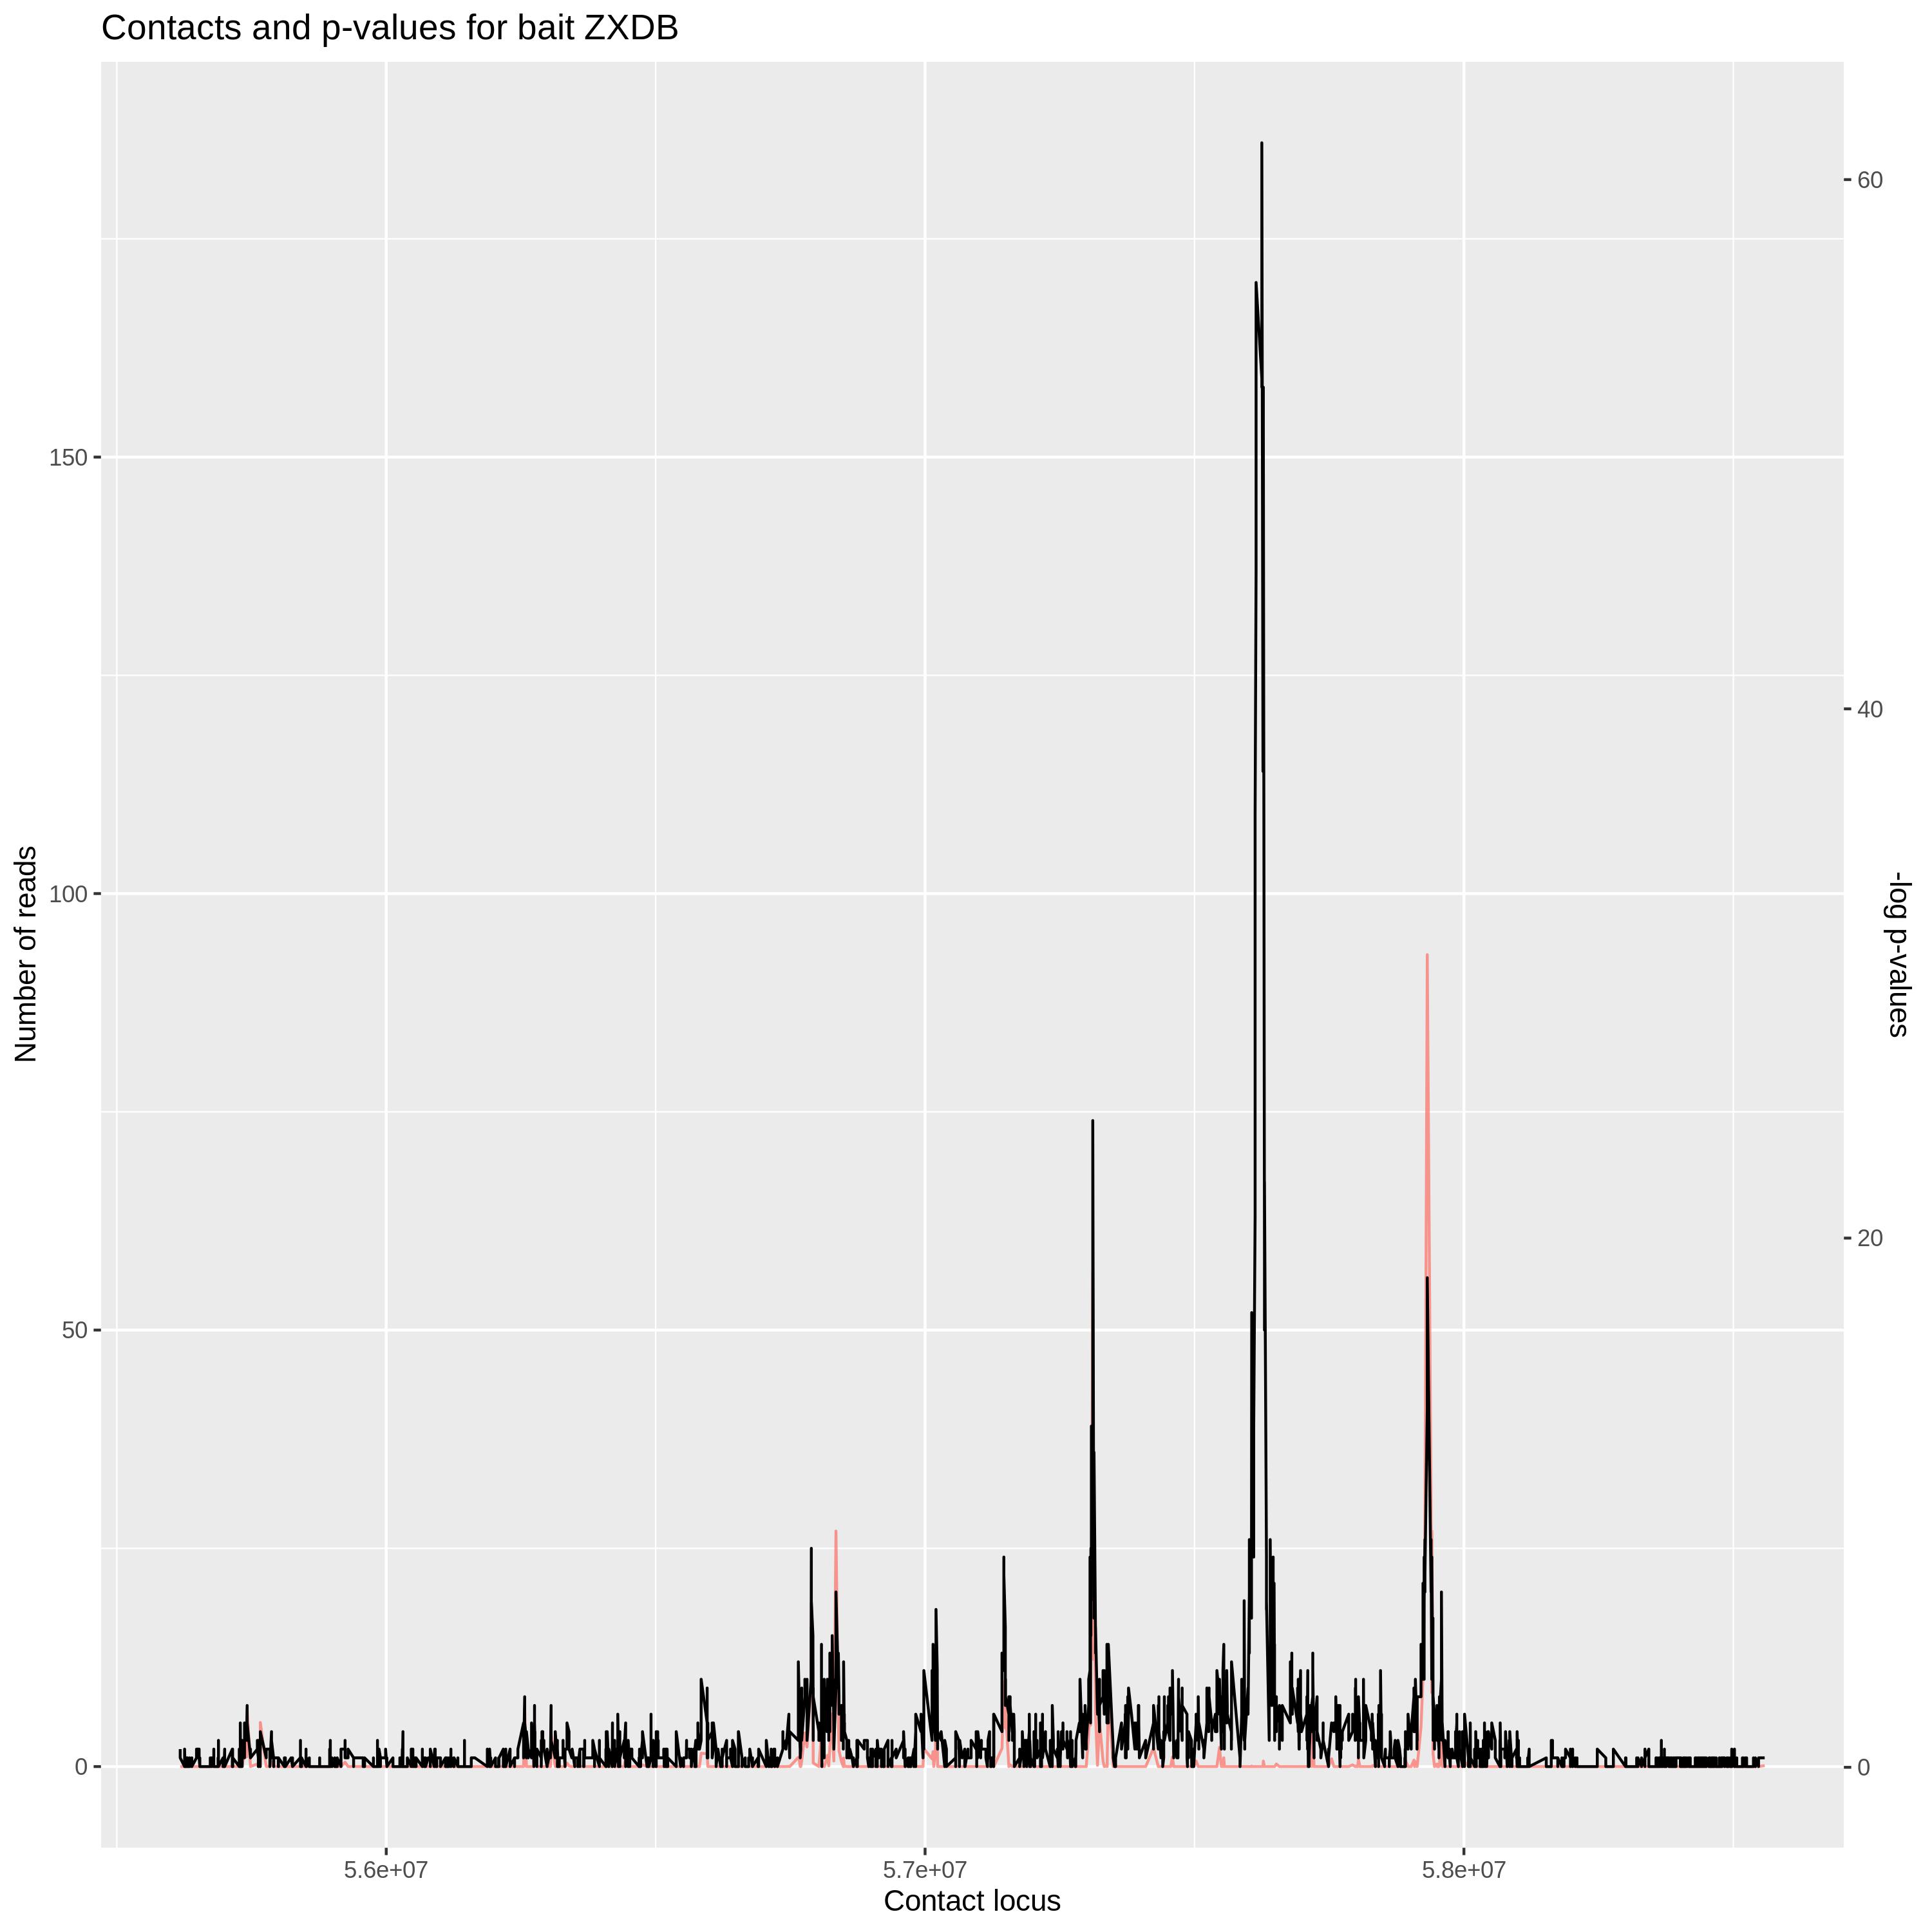 Contacts and p-values for bait ZXDB
150
100
50
0
60
40
20
0
Number of reads
-log p-values
5.6e+07
5.7e+07
5.8e+07
Contact locus